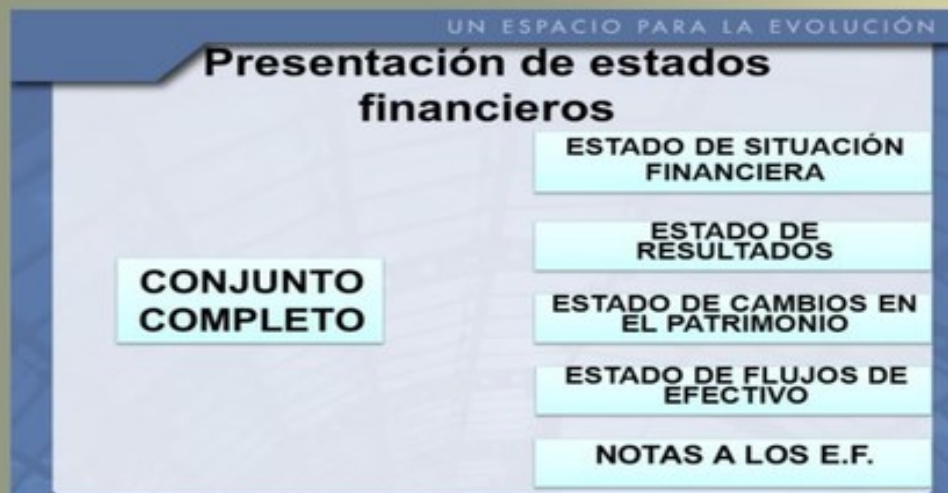 UN ESPACIO PARA LA EVOLUCIÓN
Presentación de estados
financieros
ESTADO DE SITUACIÓN
FINANCIERA
ESTADO DE
RESULTADOS
CONJUNTO
COMPLETO
ESTADO DE CAMBIOS EN
EL PATRIMONIO
ESTADO DE FLUJOS DE
EFECTIVO
NOTAS A LOS E.F.